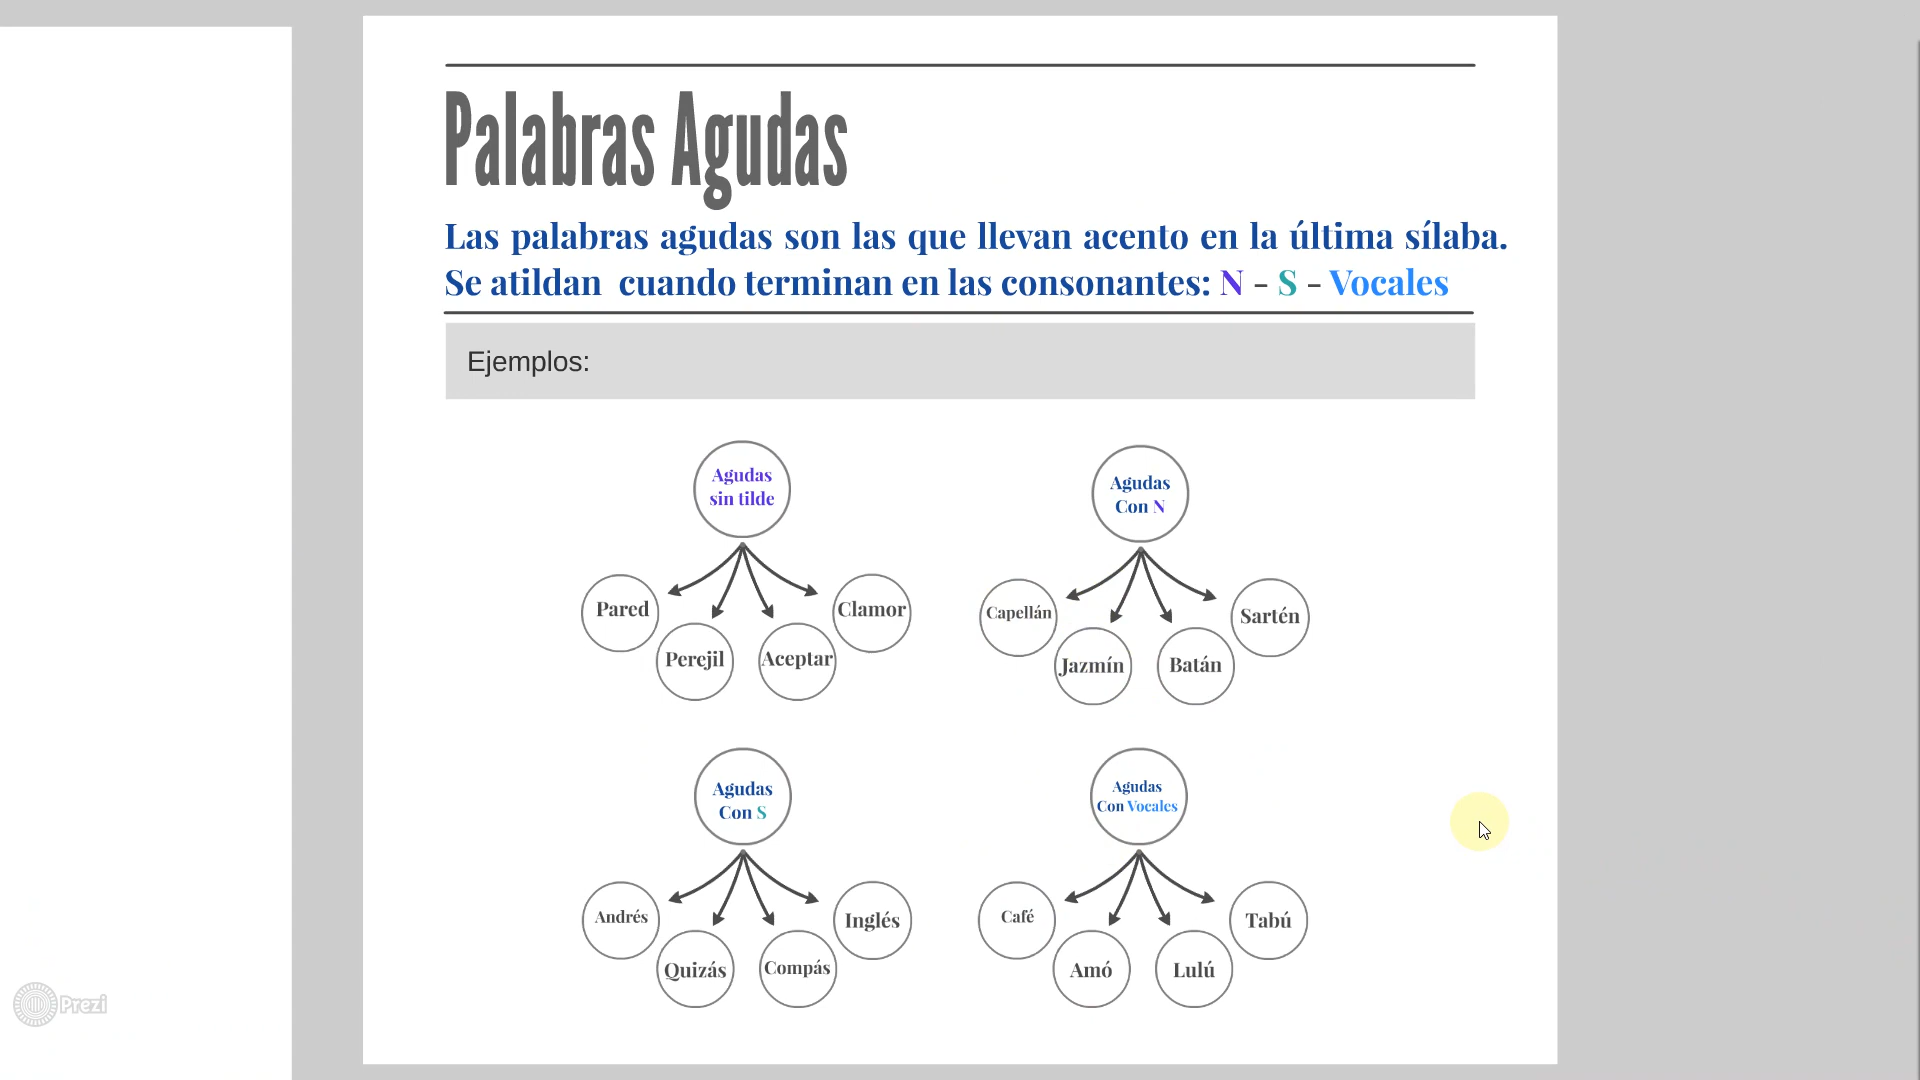 Palabras Agudas
Las palabras agudas son las que llevan acento en la última sílaba.
Se atildan cuando terminan en las consonantes: N - S - Vocales
Ejemplos:
Agudas
sin tilde
Pared
Perejil
Aceptar
Clamor
Agudas
Con N
Capellán
Jazmín
Batán
Sartén
Agudas
Con S
Andrés
Quizás
Compás
Inglés
Agudas
Con Vocales
Café
Amó
Lulú
Tabú
Prezi